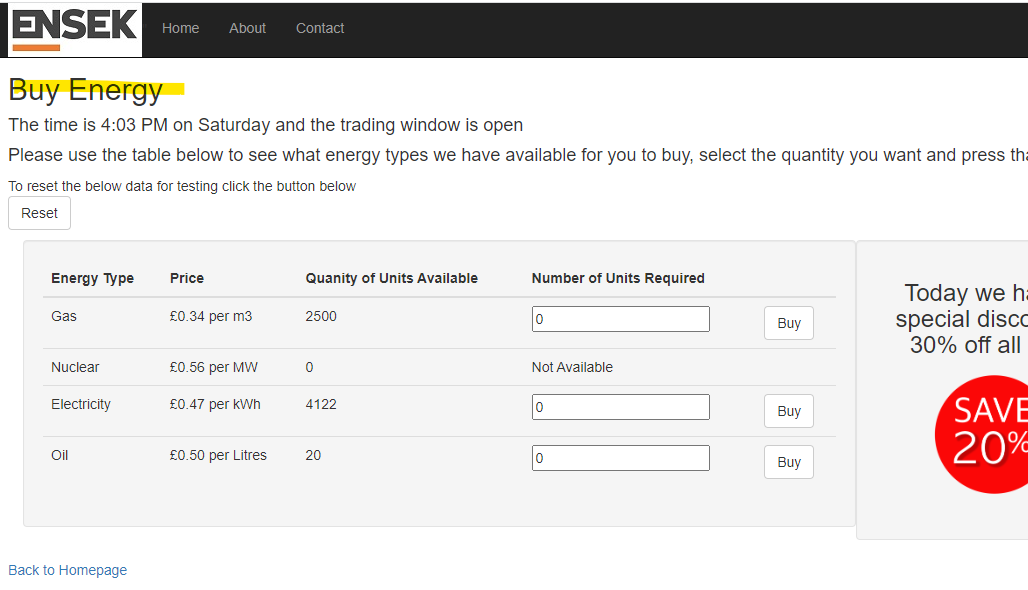 ENSEK Home About Contact
Buy Energy
The time is 4:03 PM on Saturday and the trading window is open
Please use the table below to see what energy types we have available for you to buy, select the quantity you want and press
To reset the below data for testing click the button below
Reset
Energy Type Price Quanity of Units Available Number of Units Required
Gas £0.34 per m3 2500 0 Buy
Nuclear £0.56 per MW 0 Not Available
Electricity £0.47 per kWh 4122 0 Buy
Oil £0.50 per Litres 20 0 Buy
Today we
special
30% off all
SAVE
20%
Back to Homepage